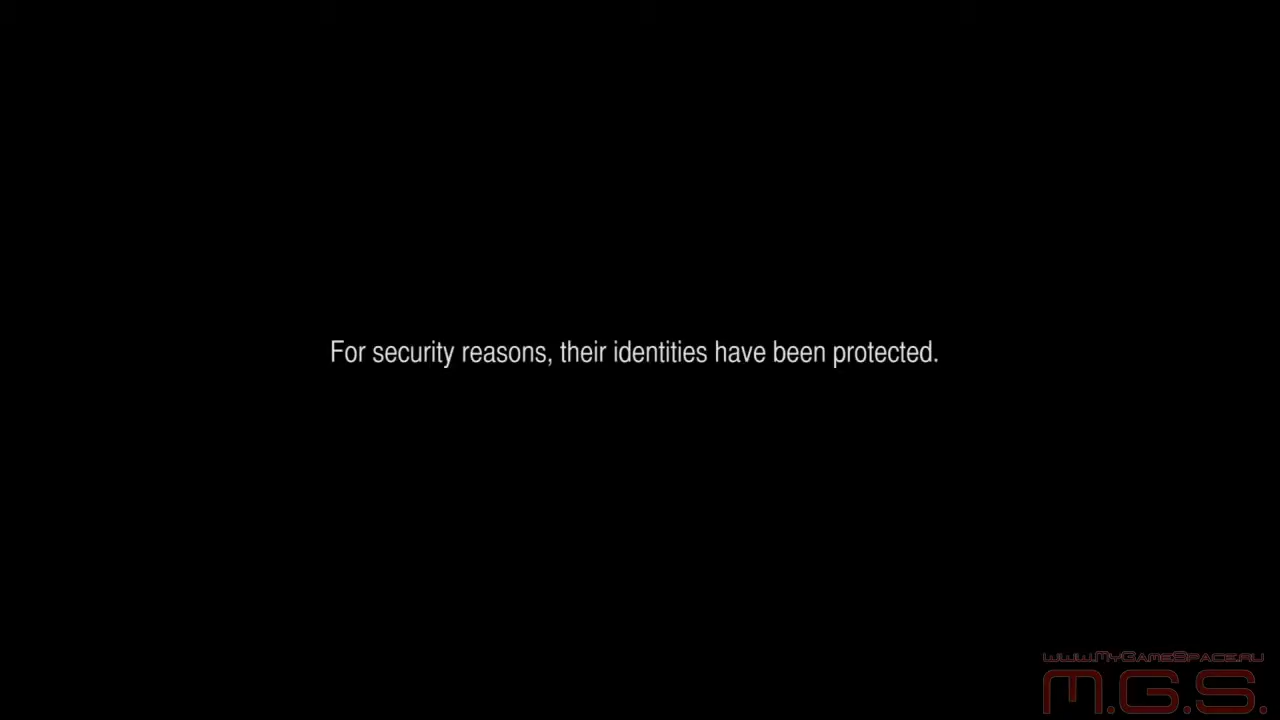 For security reasons, their identities have been protected.
www.MyGameSpace.ru
M.G.S.